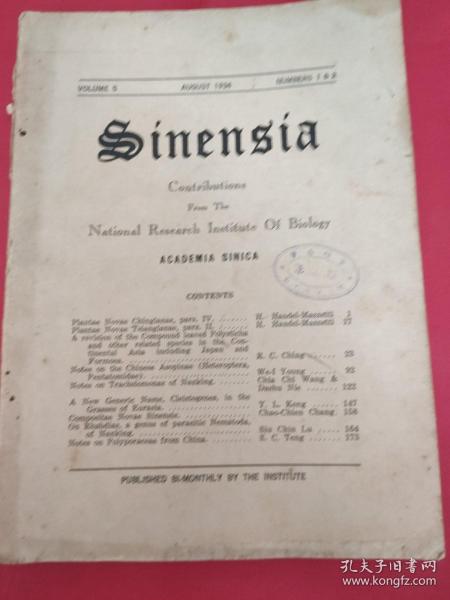 VOLUME 5 AUGUST 1934 NUMBERS 1 & 2
Sinensia
Contributions
From The
National Research Institute Of Biology
ACADEMIA SINICA
CONTENTS
Plantae Novae Chingianae, pars. IV. ...... H. Handel-Mazzetti 1
Plantae Novae Tsiangianae, pars. II. ...... H. Handel-Mazzetti 17
A revision of the Compound leaved Polysticha
and other related species in the Con-
tinental Asia including Japan and
Formosa. ...... R. C. Ching ...... 23
Notes on the Chinese Asopinae (Heteroptera,
Pentatomidae). ...... We-I Young ...... 92
Notes on Trachelomonas of Nanking. ...... Chia Chi Wang &
Dashu Nie ...... 122
A New Generic Name, Cleistogenes, in the
Grasses of Eurasia. ...... Y. L. Keng ...... 147
Compositae Novae Sinensis. ...... Chao-Chien Chang. 158
On Rhabdias, a genus of parasitic Nematoda,
of Nanking. ...... Siu Chin Lu ...... 164
Notes on Polyporaceae from China. ...... S. C. Teng ...... 173
PUBLISHED BI-MONTHLY BY THE INSTITUTE
孔夫子旧书网
www.kongfz.com